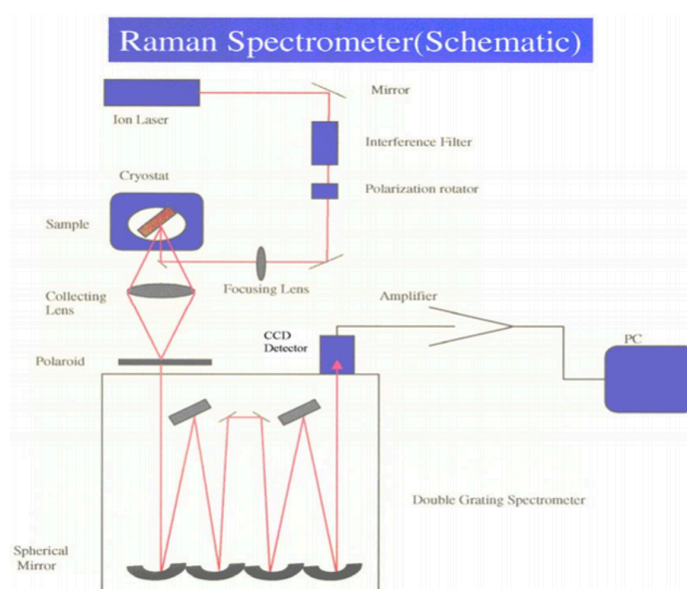 Raman Spectrometer(Schematic)
Mirror
Ion Laser
Interference Filter
Cryostat
Polarization rotator
Sample
Focusing Lens
Collecting
Lens
Amplifier
CCD
Detector
PC
Polaroid
Double Grating Spectrometer
Spherical
Mirror